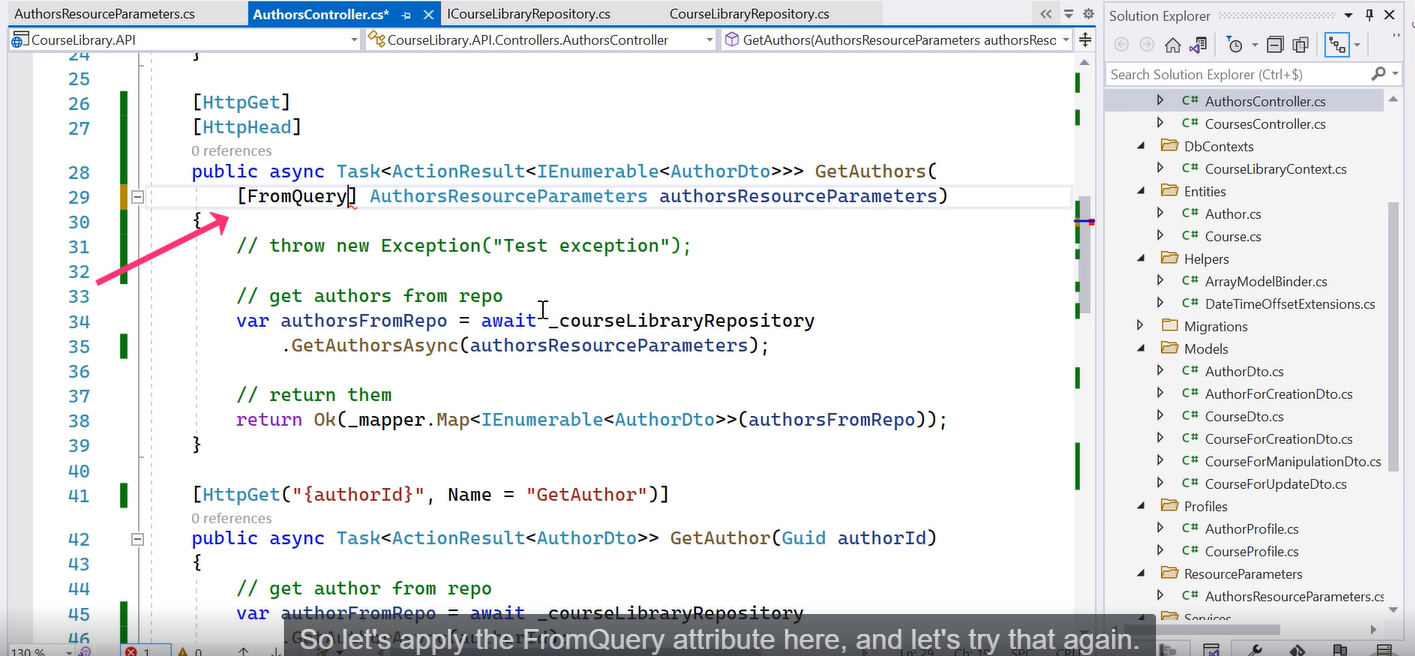 AuthorsResourceParameters.cs
AuthorsController.cs*
ICourseLibraryRepository.cs
CourseLibraryRepository.cs
CourseLibrary.API
CourseLibrary.API.Controllers.AuthorsController
GetAuthors(AuthorsResourceParameters authorsReso
24 }
25
26 [HttpGet]
27 [HttpHead]
0 references
28 public async Task<ActionResult<IEnumerable<AuthorDto>>> GetAuthors(
29 [FromQuery] AuthorsResourceParameters authorsResourceParameters)
30 {
31 // throw new Exception("Test exception");
32
33 // get authors from repo
34 var authorsFromRepo = await _courseLibraryRepository
35 .GetAuthorsAsync(authorsResourceParameters);
36
37 // return them
38 return Ok(_mapper.Map<IEnumerable<AuthorDto>>(authorsFromRepo));
39 }
40
41 [HttpGet("{authorId}", Name = "GetAuthor")]
0 references
42 public async Task<ActionResult<AuthorDto>> GetAuthor(Guid authorId)
43 {
44 // get author from repo
45 var authorFromRepo = await _courseLibraryRepository
46
So let's apply the FromQuery attribute here, and let's try that again.
130 %
1
0
Solution Explorer
Search Solution Explorer (Ctrl+$)
C# AuthorsController.cs
C# CoursesController.cs
DbContexts
C# CourseLibraryContext.cs
Entities
C# Author.cs
C# Course.cs
Helpers
C# ArrayModelBinder.cs
C# DateTimeOffsetExtensions.cs
Migrations
Models
C# AuthorDto.cs
C# AuthorForCreationDto.cs
C# CourseDto.cs
C# CourseForCreationDto.cs
C# CourseForManipulationDto.cs
C# CourseForUpdateDto.cs
Profiles
C# AuthorProfile.cs
C# CourseProfile.cs
ResourceParameters
C# AuthorsResourceParameters.cs
Services